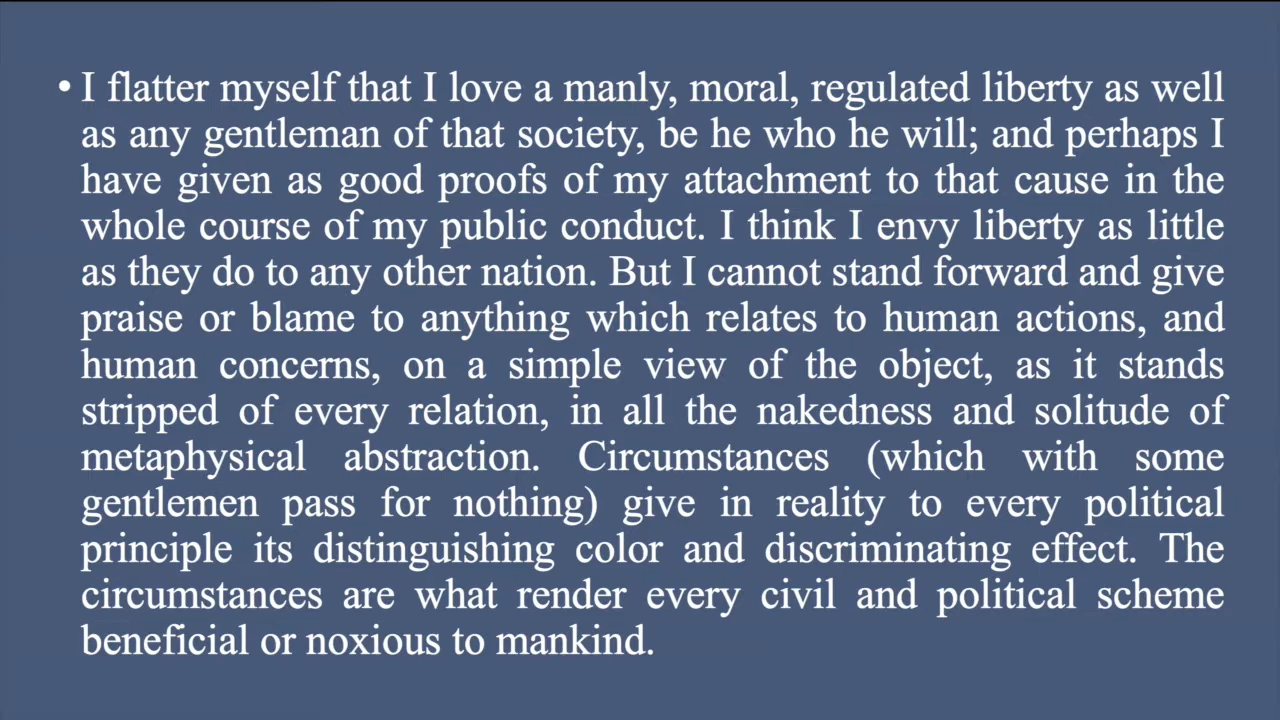 • I flatter myself that I love a manly, moral, regulated liberty as well
as any gentleman of that society, be he who he will; and perhaps I
have given as good proofs of my attachment to that cause in the
whole course of my public conduct. I think I envy liberty as little
as they do to any other nation. But I cannot stand forward and give
praise or blame to anything which relates to human actions, and
human concerns, on a simple view of the object, as it stands
stripped of every relation, in all the nakedness and solitude of
metaphysical abstraction. Circumstances (which with some
gentlemen pass for nothing) give in reality to every political
principle its distinguishing color and discriminating effect. The
circumstances are what render every civil and political scheme
beneficial or noxious to mankind.